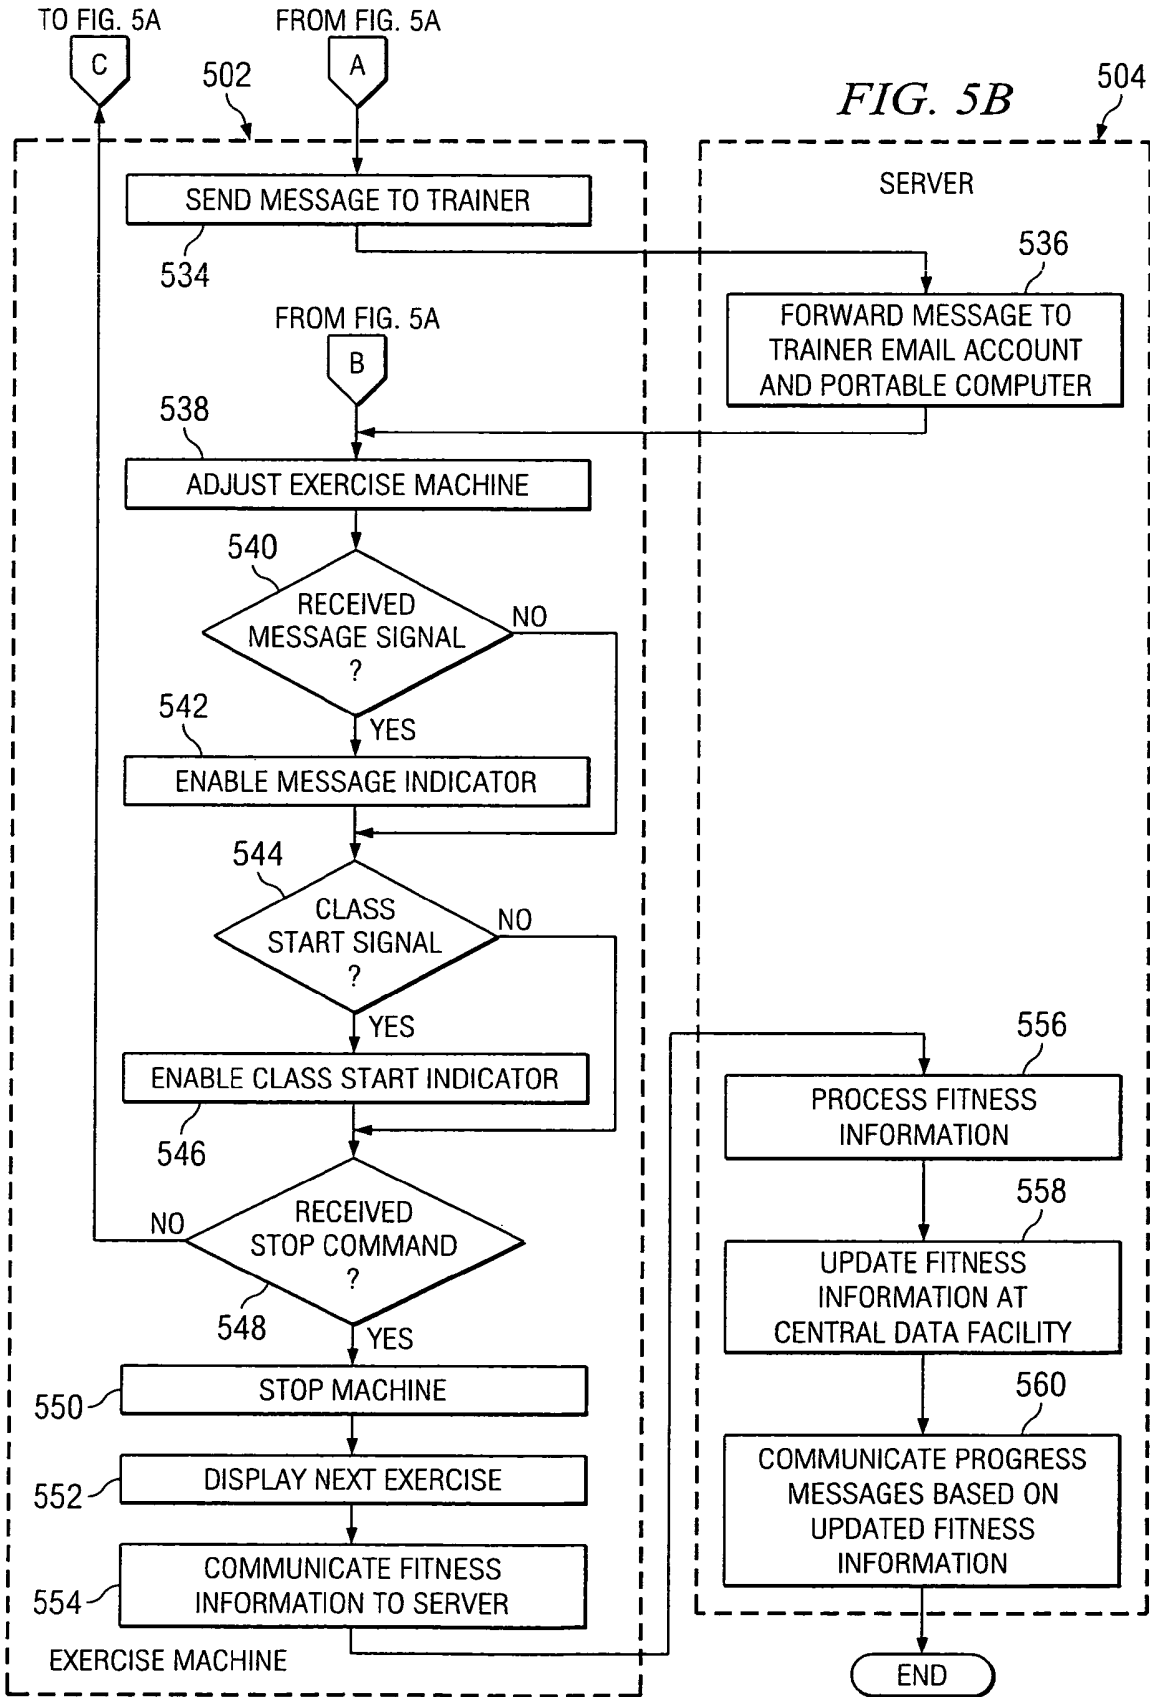 TO FIG. 5A
FROM FIG. 5A
C
A
502
FIG. 5B
504
SERVER
SEND MESSAGE TO TRAINER
534
536
FORWARD MESSAGE TO
TRAINER EMAIL ACCOUNT
AND PORTABLE COMPUTER
FROM FIG. 5A
B
538
ADJUST EXERCISE MACHINE
540
RECEIVED
MESSAGE SIGNAL
?
NO
YES
542
ENABLE MESSAGE INDICATOR
544
CLASS
START SIGNAL
?
NO
YES
ENABLE CLASS START INDICATOR
546
RECEIVED
STOP COMMAND
?
NO
548
YES
550
STOP MACHINE
552
DISPLAY NEXT EXERCISE
554
COMMUNICATE FITNESS
INFORMATION TO SERVER
EXERCISE MACHINE
556
PROCESS FITNESS
INFORMATION
558
UPDATE FITNESS
INFORMATION AT
CENTRAL DATA FACILITY
560
COMMUNICATE PROGRESS
MESSAGES BASED ON
UPDATED FITNESS
INFORMATION
END